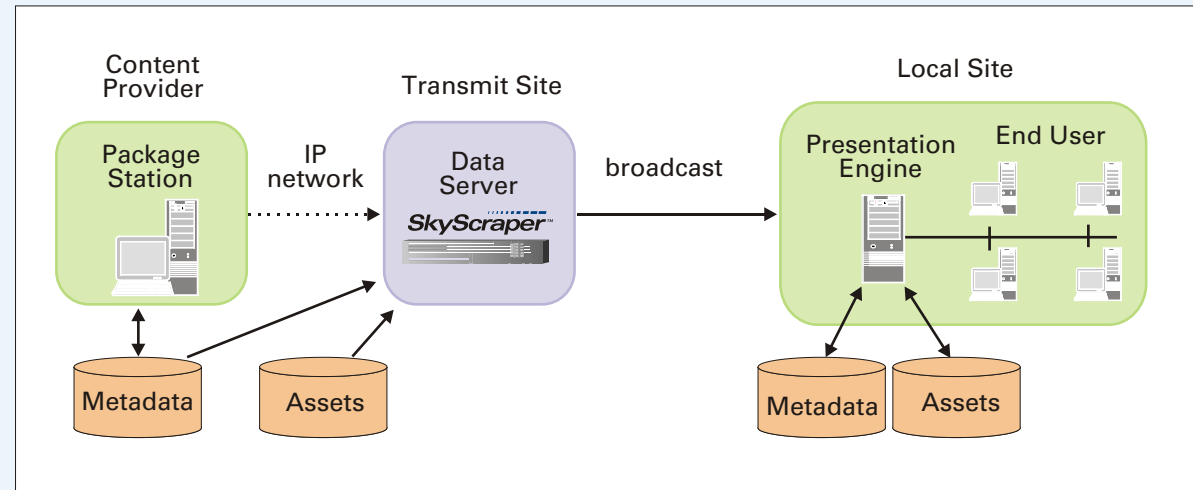 Content
Provider
Package
Station
IP
network
Transmit Site
Data
Server
SkyScraper™
broadcast
Local Site
Presentation
Engine
End User
Metadata
Assets
Metadata
Assets